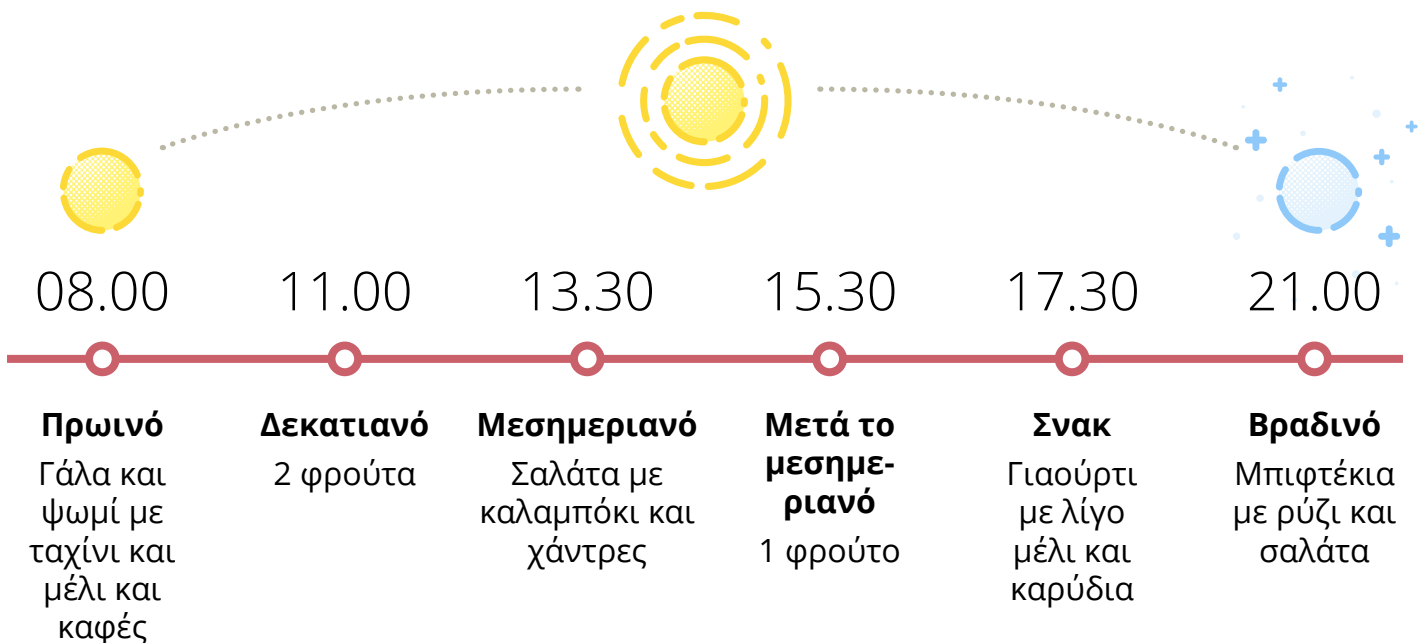 08.00
11.00
13.30
15.30
17.30
21.00
Πρωινό
Γάλα και
ψωμί με
ταχίνι και
μέλι και
καφές
Δεκατιανό
2 φρούτα
Μεσημεριανό
Σαλάτα με
καλαμπόκι και
χάντρες
Μετά το
μεσημε-
ριανό
1 φρούτο
Σνακ
Γιαούρτι
με λίγο
μέλι και
καρύδια
Βραδινό
Μπιφτέκια
με ρύζι και
σαλάτα